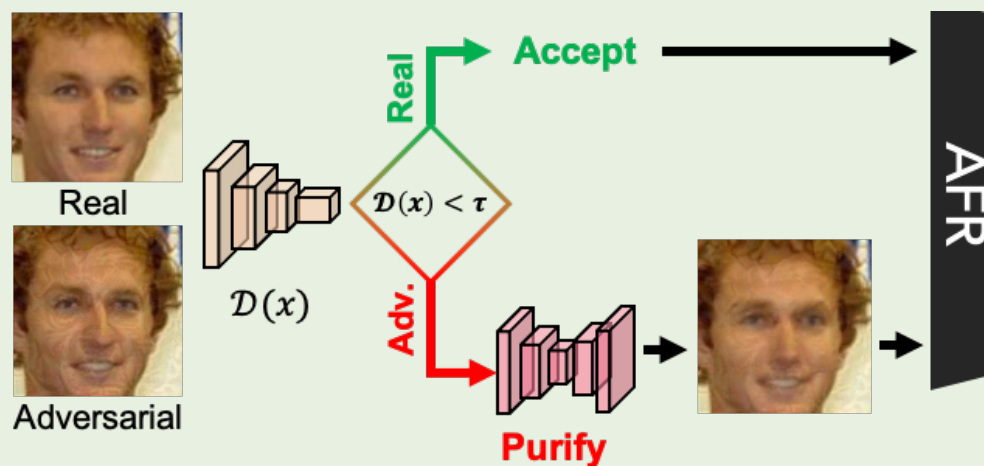 Real
Adversarial
𝒟(x)
𝒟(x) < τ
Real
Accept
Adv.
Purify
AFR